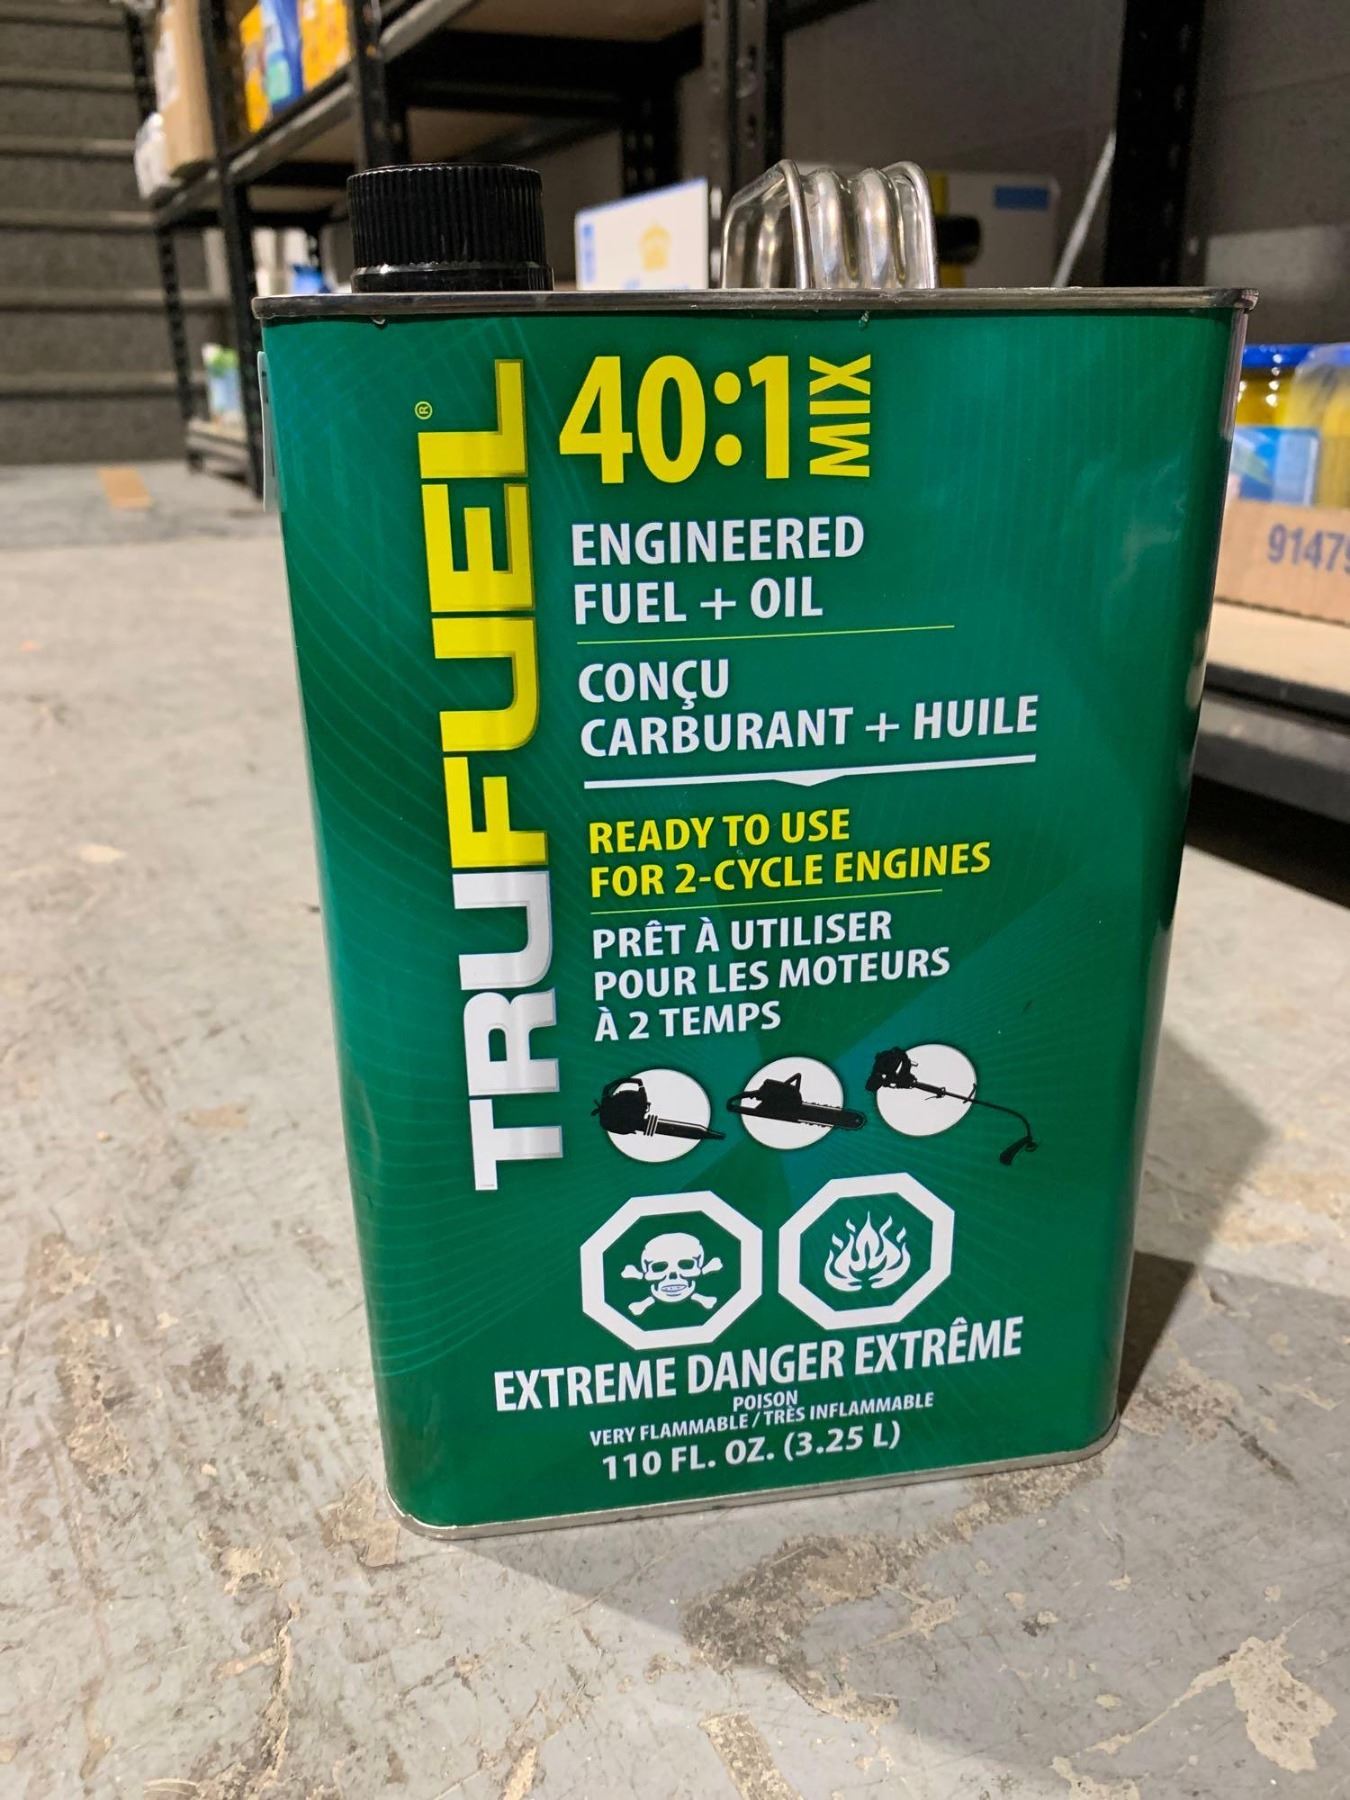 TRUFUEL®
40:1 MIX
ENGINEERED
FUEL + OIL
CONÇU
CARBURANT + HUILE
READY TO USE
FOR 2-CYCLE ENGINES
PRÊT À UTILISER
POUR LES MOTEURS
À 2 TEMPS
EXTREME DANGER EXTRÊME
POISON
VERY FLAMMABLE / TRÈS INFLAMMABLE
110 FL. OZ. (3.25 L)